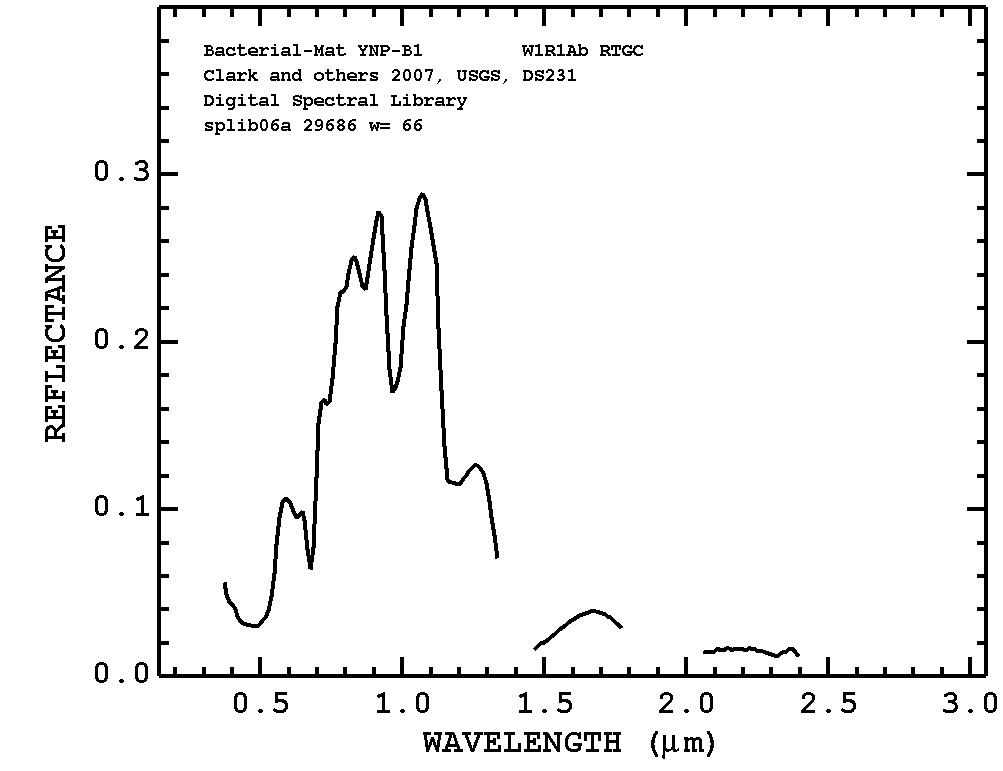 Bacterial-Mat YNP-B1 W1R1Ab RTGC
Clark and others 2007, USGS, DS231
Digital Spectral Library
splib06a 29686 w= 66
REFLECTANCE
0.3
0.2
0.1
0.0
0.5 1.0 1.5 2.0 2.5 3.0
WAVELENGTH (μm)